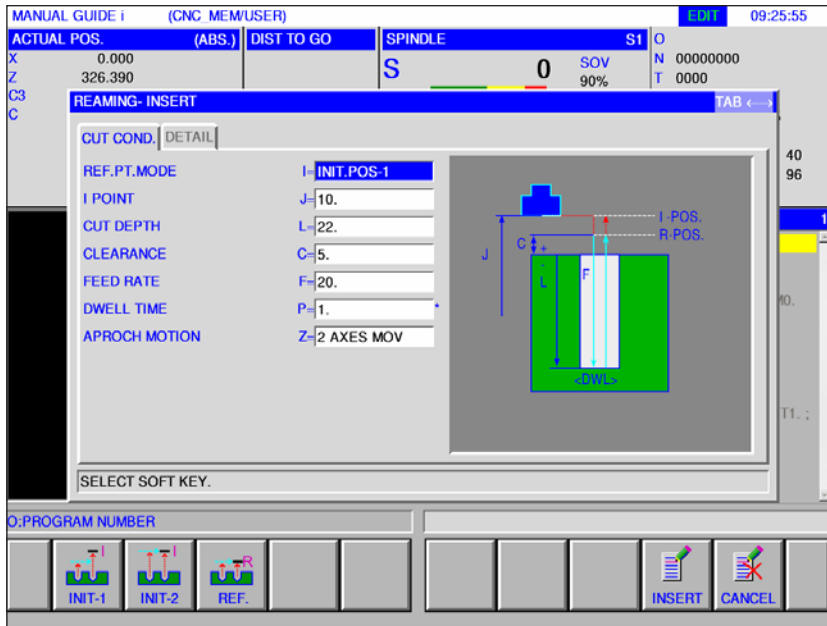 MANUAL GUIDE i (CNC_MEM/USER) EDIT 09:25:55
ACTUAL POS. (ABS.) DIST TO GO SPINDLE S1 O
X 0.000 N 00000000
Z 326.390 S 0 SOV 90% T 0000
C3
C
REAMING- INSERT TAB ←→
CUT COND. DETAIL
REF.PT.MODE I= INIT.POS-1
I POINT J= 10.
CUT DEPTH L= 22.
CLEARANCE C= 5.
FEED RATE F= 20.
DWELL TIME P= 1. *
APROCH MOTION Z= 2 AXES MOV
I -POS.
R-POS.
J C + -
L F
<DWL>
40
96
1
M0.
T1. ;
SELECT SOFT KEY.
O:PROGRAM NUMBER
I I R
INIT-1 INIT-2 REF. INSERT CANCEL